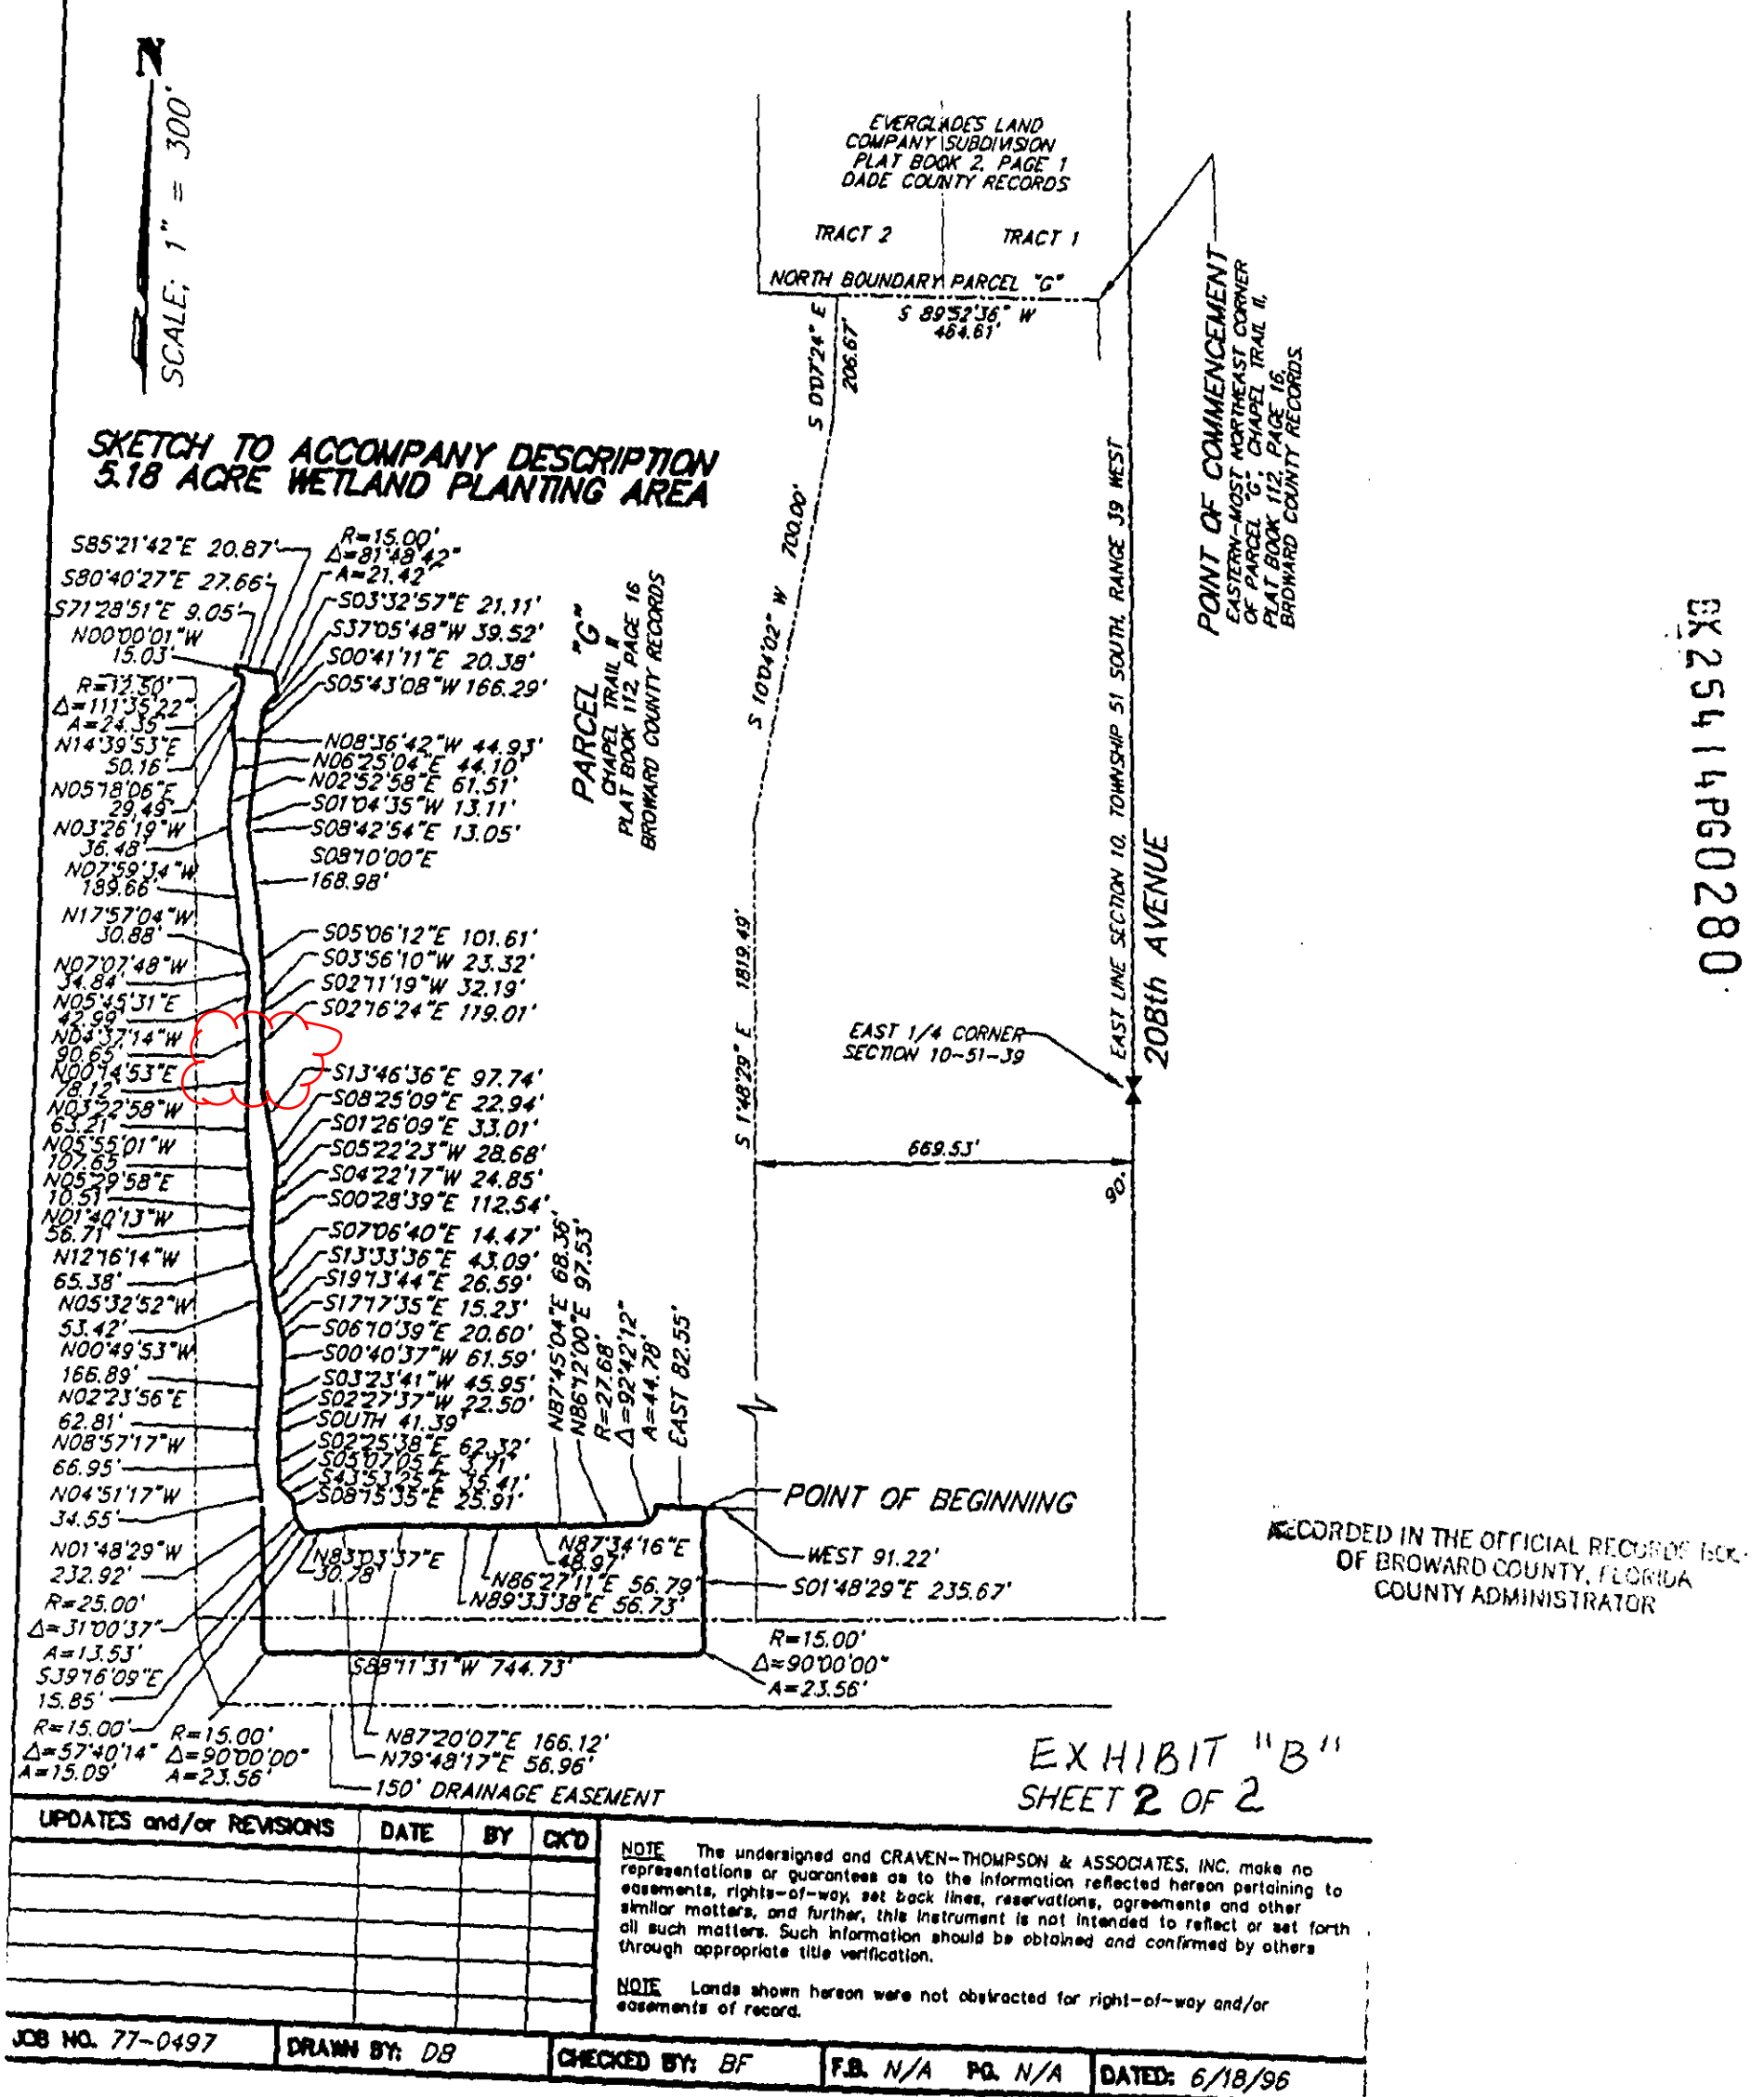 N
SCALE: 1" = 300'
EVERGLADES LAND
COMPANY SUBDIVISION
PLAT BOOK 2, PAGE 1
DADE COUNTY RECORDS
TRACT 2
TRACT 1
NORTH BOUNDARY PARCEL "G"
S 89°52'36" W
464.61'
S 0°07'24" E
206.67'
POINT OF COMMENCEMENT
EASTERN-MOST NORTHEAST CORNER
OF PARCEL "G", CHAPEL TRAIL II,
PLAT BOOK 112, PAGE 16,
BROWARD COUNTY RECORDS.
SKETCH TO ACCOMPANY DESCRIPTION
5.18 ACRE WETLAND PLANTING AREA
S 10°04'02" W 700.00'
EAST LINE SECTION 10, TOWNSHIP 51 SOUTH, RANGE 39 WEST
BK25414PG0280
S85°21'42"E 20.87'
S80°40'27"E 27.66'
S71°28'51"E 9.05'
N00°00'01"W
15.03'
R=12.50'
Δ=111°35'22"
A=24.35'
N14°39'53"E
50.16'
N05°18'06"E
29.49'
N03°26'19"W
36.48'
N07°59'34"W
189.66'
N17°57'04"W
30.88'
N07°07'48"W
34.84'
N05°45'31"E
42.99'
N04°37'14"W
90.65'
N00°14'53"E
78.12'
N03°22'58"W
63.21'
N05°55'01"W
107.65'
N05°29'58"E
10.51'
N01°40'13"W
56.71'
N12°16'14"W
65.38'
N05°32'52"W
53.42'
N00°49'53"W
166.89'
N02°23'56"E
62.81'
N08°57'17"W
66.95'
N04°51'17"W
34.55'
N01°48'29"W
232.92'
R=25.00'
Δ=31°00'37"
A=13.53'
S39°16'09"E
15.85'
R=15.00'
Δ=57°40'14"
A=15.09'
R=15.00'
Δ=90°00'00"
A=23.56'
R=15.00'
Δ=81°48'42"
A=21.42'
S03°32'57"E 21.11'
S37°05'48"W 39.52'
S00°41'11"E 20.38'
S05°43'08"W 166.29'
N08°36'42"W 44.93'
N06°25'04"E 44.10'
N02°52'58"E 61.51'
S01°04'35"W 13.11'
S08°42'54"E 13.05'
S08°10'00"E
168.98'
PARCEL "G"
CHAPEL TRAIL II
PLAT BOOK 112, PAGE 16
BROWARD COUNTY RECORDS
S05°06'12"E 101.61'
S03°56'10"W 23.32'
S02°11'19"W 32.19'
S02°16'24"E 119.01'
S13°46'36"E 97.74'
S08°25'09"E 22.94'
S01°26'09"E 33.01'
S05°22'23"W 28.68'
S04°22'17"W 24.85'
S00°28'39"E 112.54'
S07°06'40"E 14.47'
S13°33'36"E 43.09'
S19°13'44"E 26.59'
S17°17'35"E 15.23'
S06°10'39"E 20.60'
S00°40'37"W 61.59'
S03°23'41"W 45.95'
S02°27'37"W 22.50'
SOUTH 41.39'
S02°25'38"E 62.32'
S05°07'05"E 3.71'
S43°53'25"E 35.41'
S08°15'35"E 25.91'
N87°45'04"E 68.36'
N86°12'00"E 97.53'
R=27.68'
Δ=92°42'12"
A=44.78'
EAST 82.55'
S 1°48'29" E 1819.49'
208th AVENUE
EAST 1/4 CORNER
SECTION 10-51-39
669.53'
90.
POINT OF BEGINNING
WEST 91.22'
S01°48'29"E 235.67'
N83°03'37"E
30.78'
N87°34'16"E
48.97'
N86°27'11"E 56.79'
N89°33'38"E 56.73'
S88°11'31"W 744.73'
R=15.00'
Δ=90°00'00"
A=23.56'
N87°20'07"E 166.12'
N79°48'17"E 56.96'
150' DRAINAGE EASEMENT
RECORDED IN THE OFFICIAL RECORDS
OF BROWARD COUNTY, FLORIDA
COUNTY ADMINISTRATOR
EXHIBIT "B"
SHEET 2 OF 2
UPDATES and/or REVISIONS DATE BY CK'D
NOTE The undersigned and CRAVEN-THOMPSON & ASSOCIATES, INC. make no
representations or guarantees as to the information reflected hereon pertaining to
easements, rights-of-way, set back lines, reservations, agreements and other
similar matters, and further, this instrument is not intended to reflect or set forth
all such matters. Such information should be obtained and confirmed by others
through appropriate title verification.
NOTE Lands shown hereon were not abstracted for right-of-way and/or
easements of record.
JOB NO. 77-0497 DRAWN BY: DB CHECKED BY: BF F.B. N/A PG. N/A DATED: 6/18/96